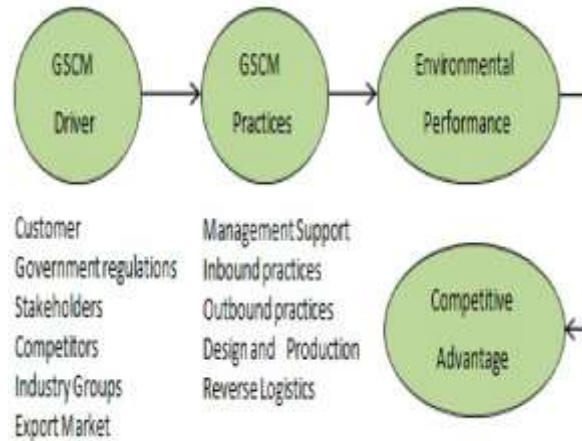 GSCM
Driver
GSCM
Practices
Environmental
Performance
Customer
Government regulations
Stakeholders
Competitors
Industry Groups
Export Market
Management Support
Inbound practices
Outbound practices
Design and Production
Reverse Logistics
Competitive
Advantage